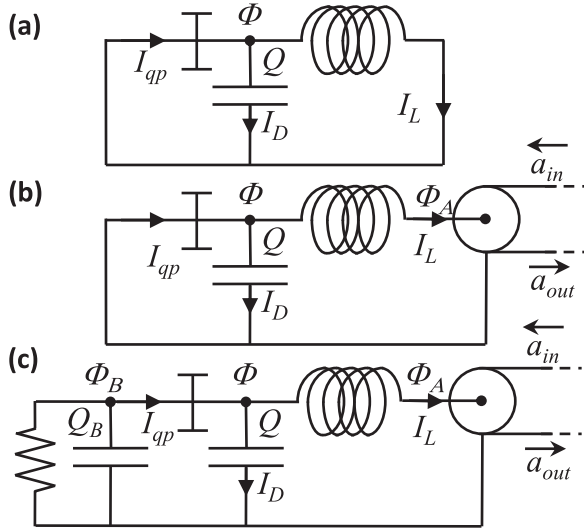 (a)
Φ
I_qp
Q
I_D
I_L
a_in
(b)
Φ
Φ_A
I_qp
Q
I_L
I_D
a_out
a_in
(c)
Φ_B
Φ
Φ_A
Q_B
I_qp
Q
I_L
I_D
a_out